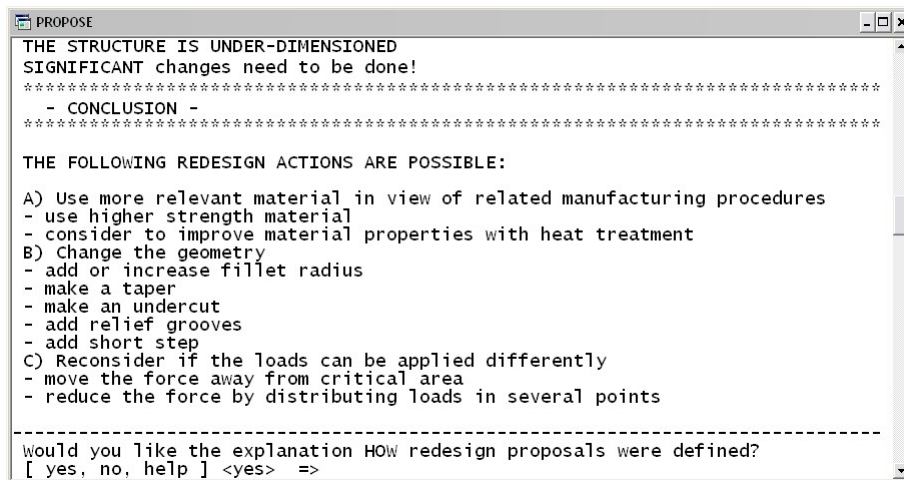 PROPOSE
THE STRUCTURE IS UNDER-DIMENSIONED
SIGNIFICANT changes need to be done!
******************************************************************************
- CONCLUSION -
******************************************************************************
THE FOLLOWING REDESIGN ACTIONS ARE POSSIBLE:
A) Use more relevant material in view of related manufacturing procedures
- use higher strength material
- consider to improve material properties with heat treatment
B) Change the geometry
- add or increase fillet radius
- make a taper
- make an undercut
- add relief grooves
- add short step
C) Reconsider if the loads can be applied differently
- move the force away from critical area
- reduce the force by distributing loads in several points
------------------------------------------------------------------------------
Would you like the explanation HOW redesign proposals were defined?
[ yes, no, help ] <yes> =>